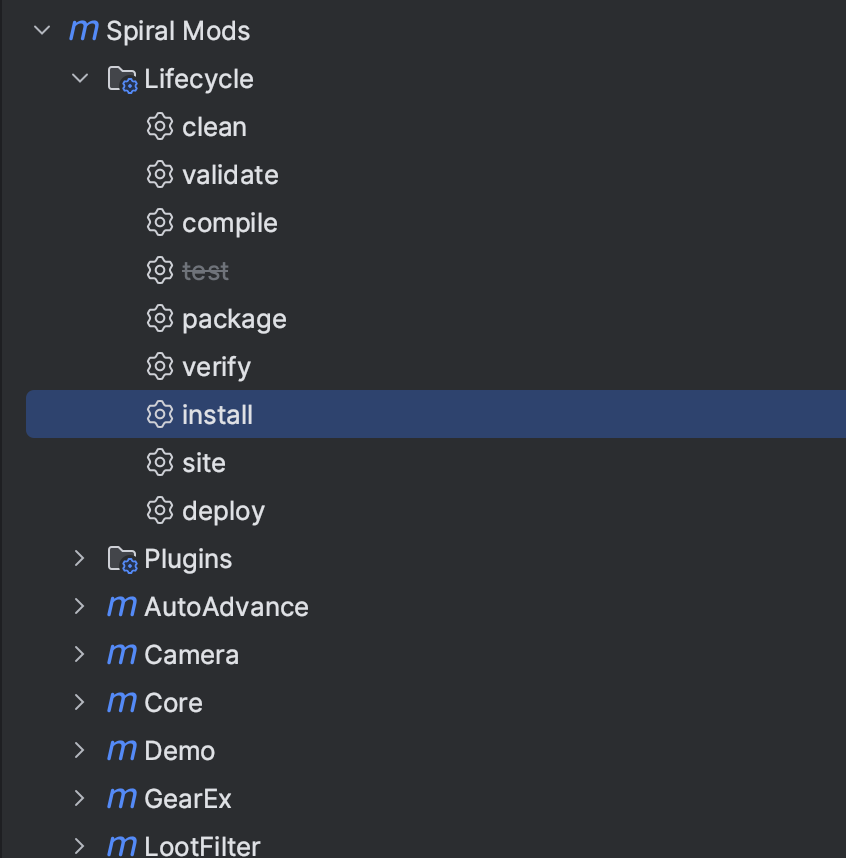 m Spiral Mods
Lifecycle
clean
validate
compile
test
package
verify
install
site
deploy
Plugins
m AutoAdvance
m Camera
m Core
m Demo
m GearEx
m LootFilter